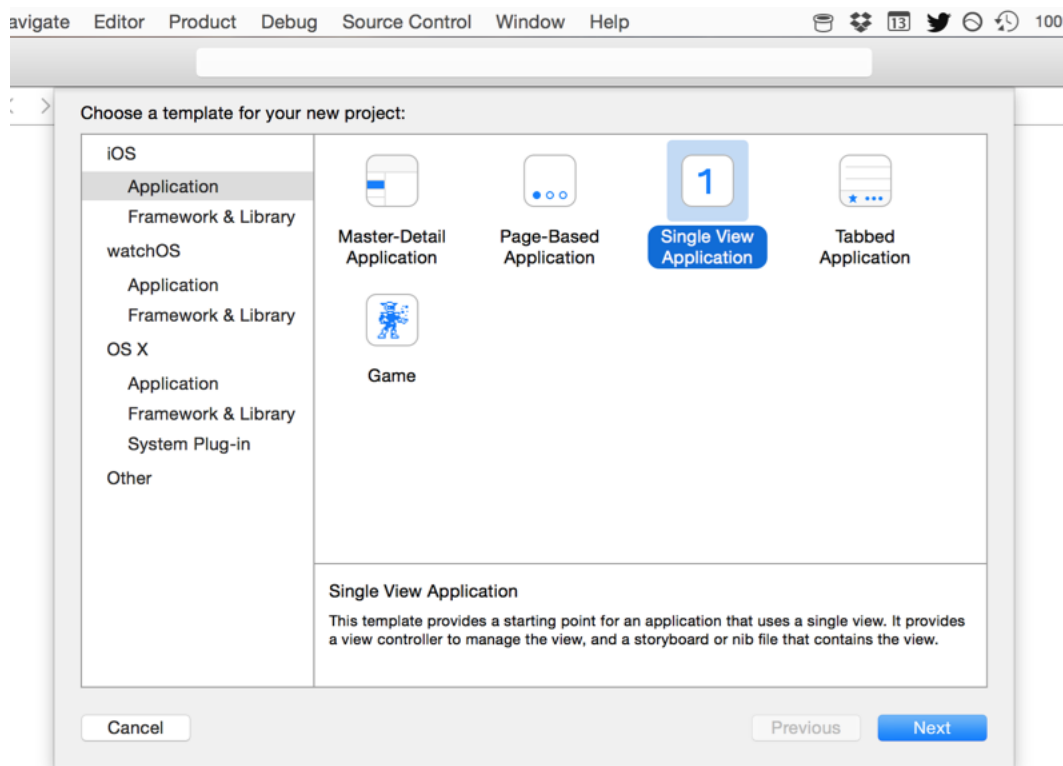 avigate Editor Product Debug Source Control Window Help 13 100
Choose a template for your new project:
iOS
Application
Framework & Library
watchOS
Application
Framework & Library
OS X
Application
Framework & Library
System Plug-in
Other
1
Master-Detail
Application
Page-Based
Application
Single View
Application
Tabbed
Application
Game
Single View Application
This template provides a starting point for an application that uses a single view. It provides
a view controller to manage the view, and a storyboard or nib file that contains the view.
Cancel
Previous
Next